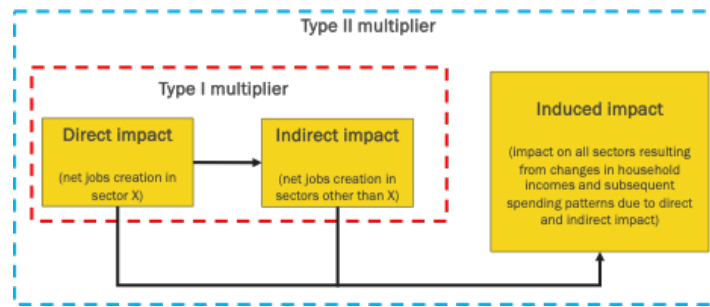 Type II multiplier
Type I multiplier
Direct impact
(net jobs creation in
sector X)
Indirect impact
(net jobs creation in
sectors other than X)
Induced impact
(impact on all sectors resulting
from changes in household
incomes and subsequent
spending patterns due to direct
and indirect impact)